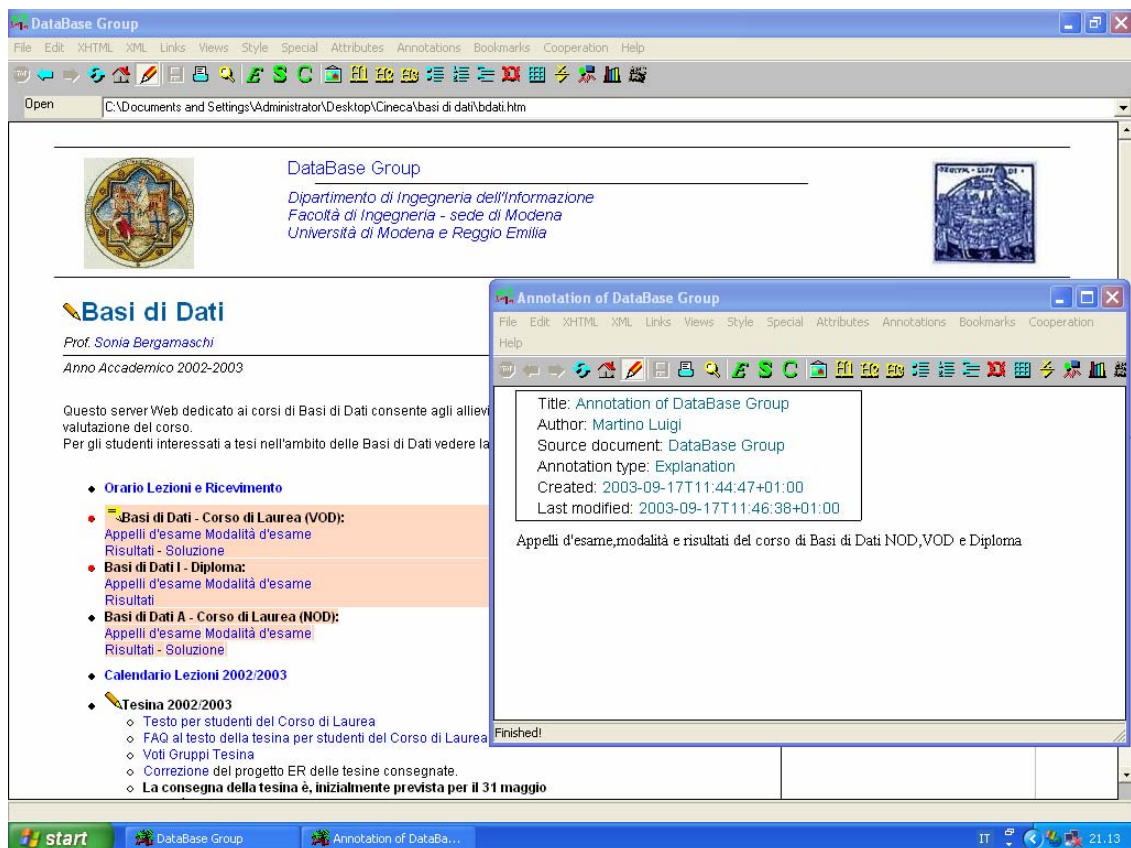 DataBase Group
File Edit XHTML XML Links Views Style Special Attributes Annotations Bookmarks Cooperation Help
E S C H1 H2 H3
Open C:\Documents and Settings\Administrator\Desktop\Cineca\basi di dati\bdati.htm
DataBase Group
Dipartimento di Ingegneria dell'Informazione
Facoltà di Ingegneria - sede di Modena
Università di Modena e Reggio Emilia
Basi di Dati
Prof. Sonia Bergamaschi
Anno Accademico 2002-2003
Questo server Web dedicato ai corsi di Basi di Dati consente agli allievi
valutazione del corso.
Per gli studenti interessati a tesi nell'ambito delle Basi di Dati vedere la
Orario Lezioni e Ricevimento
Basi di Dati - Corso di Laurea (VOD):
Appelli d'esame Modalità d'esame
Risultati - Soluzione
Basi di Dati I - Diploma:
Appelli d'esame Modalità d'esame
Risultati
Basi di Dati A - Corso di Laurea (NOD):
Appelli d'esame Modalità d'esame
Risultati - Soluzione
Calendario Lezioni 2002/2003
Tesina 2002/2003
Testo per studenti del Corso di Laurea
FAQ al testo della tesina per studenti del Corso di Laurea
Voti Gruppi Tesina
Correzione del progetto ER delle tesine consegnate.
La consegna della tesina è, inizialmente prevista per il 31 maggio
Annotation of DataBase Group
File Edit XHTML XML Links Views Style Special Attributes Annotations Bookmarks Cooperation
Help
E S C H1 H2 H3
Title: Annotation of DataBase Group
Author: Martino Luigi
Source document: DataBase Group
Annotation type: Explanation
Created: 2003-09-17T11:44:47+01:00
Last modified: 2003-09-17T11:46:38+01:00
Appelli d'esame,modalità e risultati del corso di Basi di Dati NOD,VOD e Diploma
Finished!
start DataBase Group Annotation of DataBa... IT 21.13